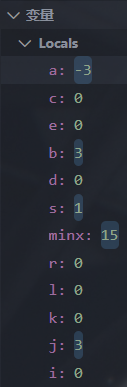 变量
Locals
a: -3
c: 0
e: 0
b: 3
d: 0
s: 1
minx: 15
r: 0
l: 0
k: 0
j: 3
i: 0